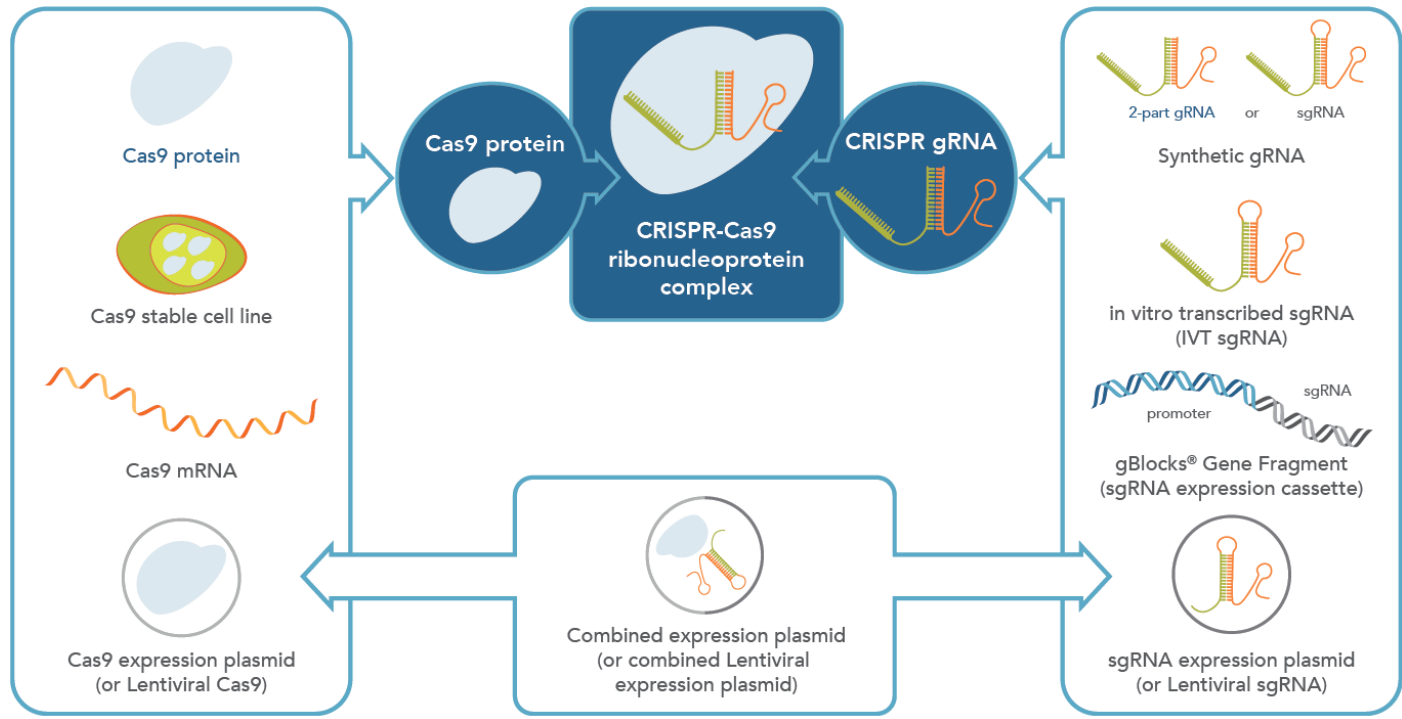 Cas9 protein
Cas9 stable cell line
Cas9 mRNA
Cas9 expression plasmid
(or Lentiviral Cas9)
Cas9 protein
CRISPR-Cas9
ribonucleoprotein
complex
CRISPR gRNA
Combined expression plasmid
(or combined Lentiviral
expression plasmid)
2-part gRNA or sgRNA
Synthetic gRNA
in vitro transcribed sgRNA
(IVT sgRNA)
sgRNA
promoter
gBlocks® Gene Fragment
(sgRNA expression cassette)
sgRNA expression plasmid
(or Lentiviral sgRNA)